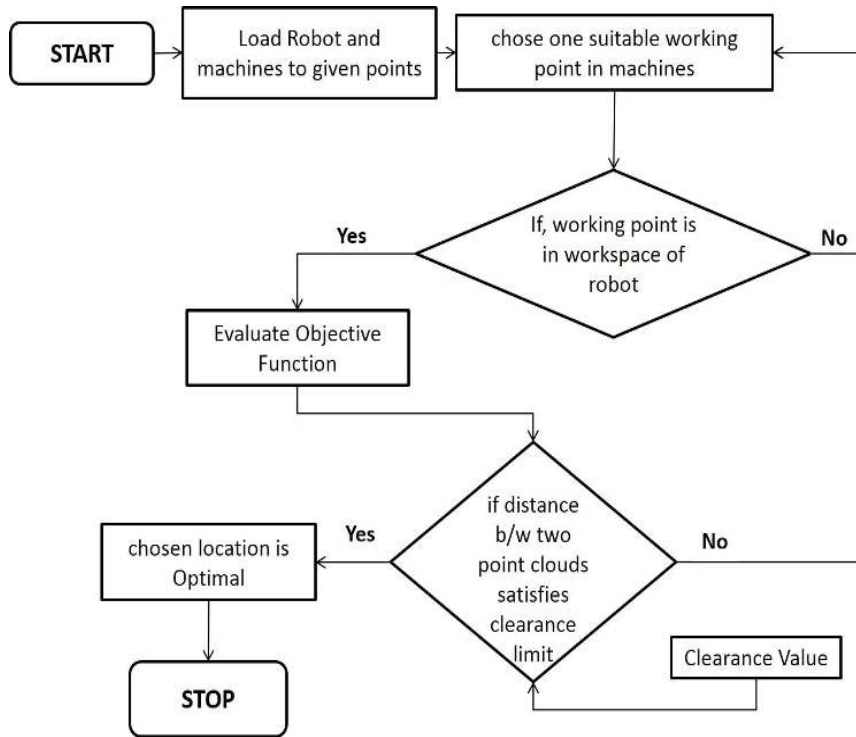 START
Load Robot and
machines to given points
chose one suitable working
point in machines
If, working point is
in workspace of
robot
Yes
No
Evaluate Objective
Function
if distance
b/w two
point clouds
satisfies
clearance
limit
Yes
No
chosen location is
Optimal
Clearance Value
STOP